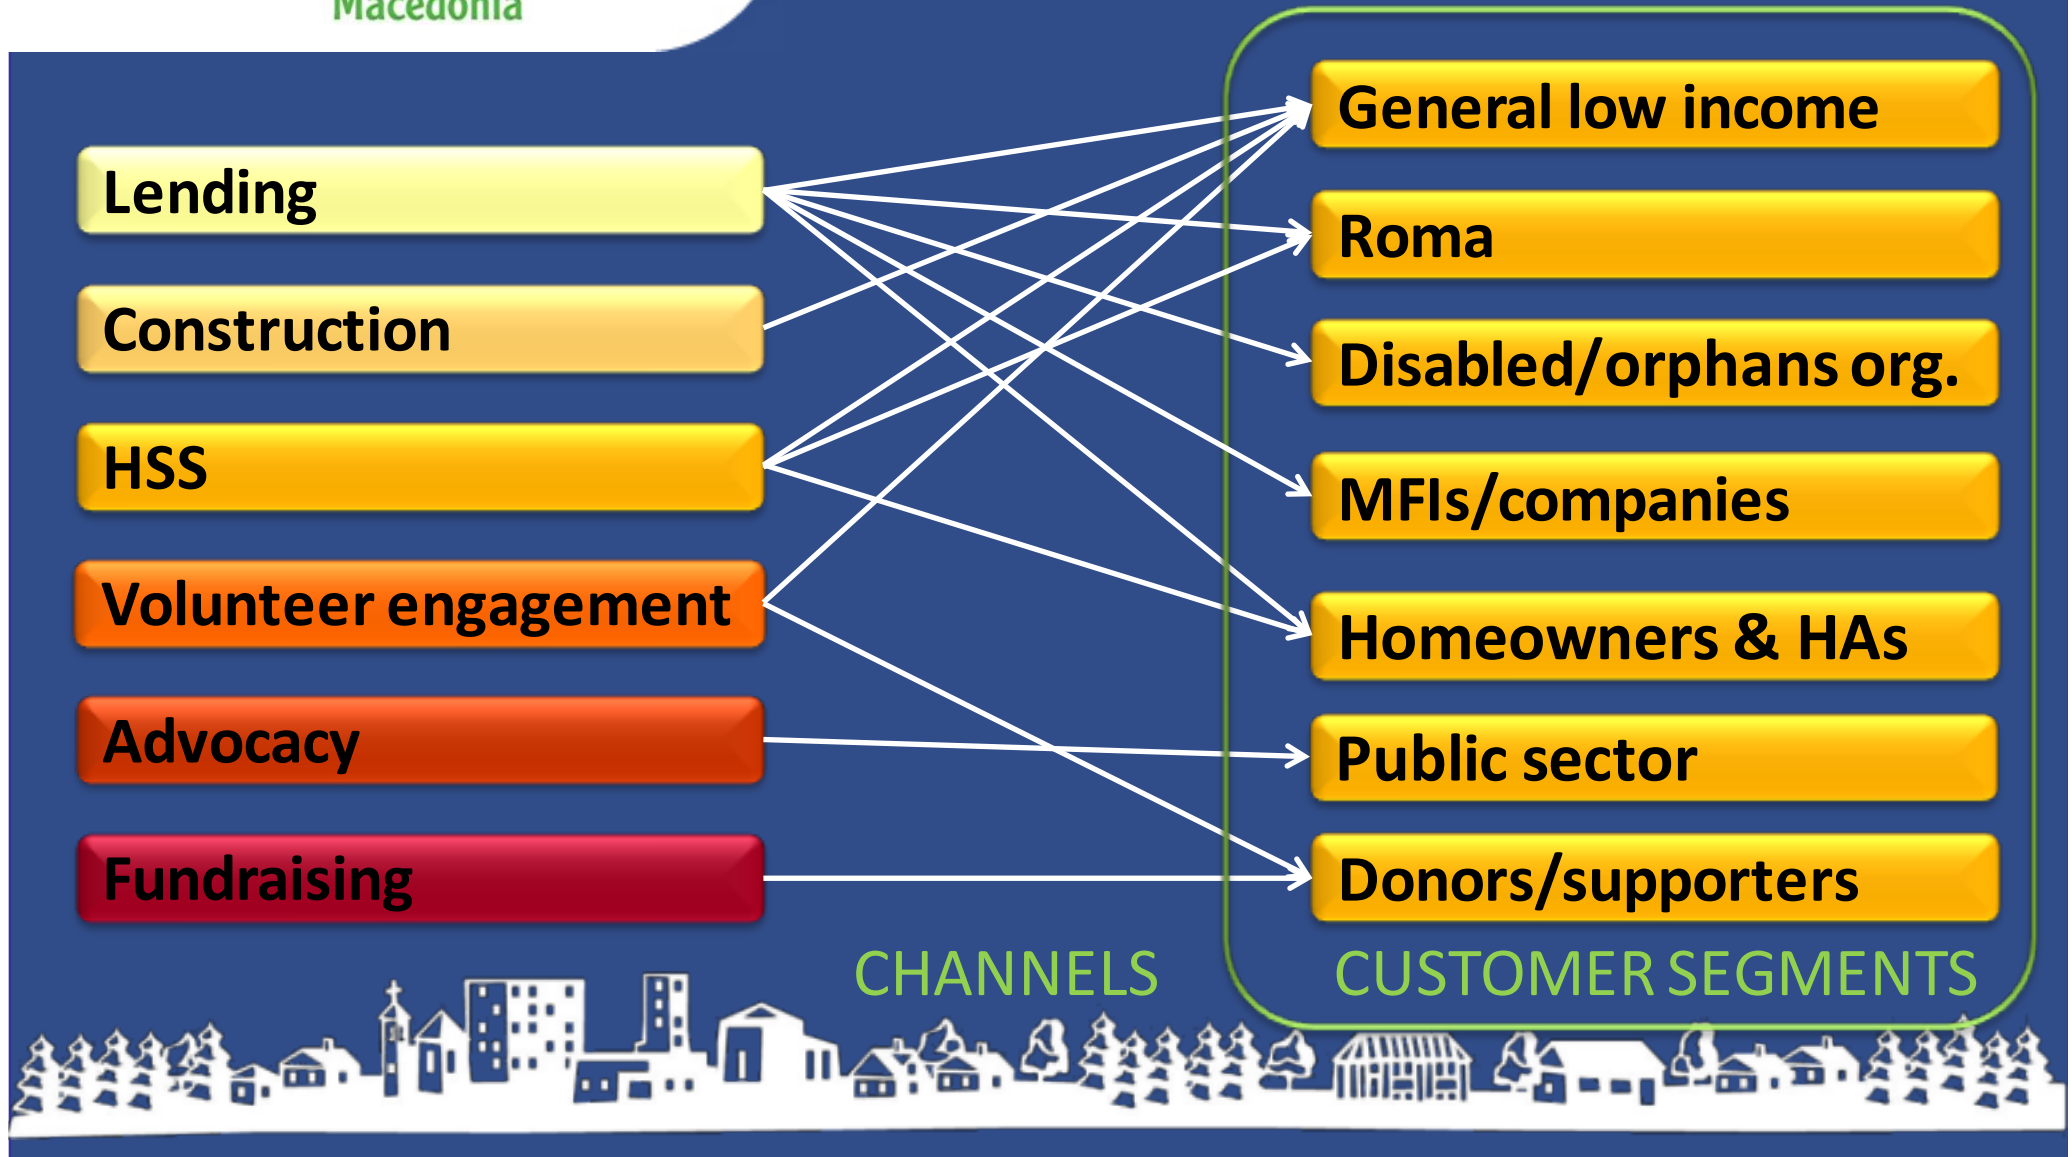 Macedonia
Lending
Construction
HSS
Volunteer engagement
Advocacy
Fundraising
General low income
Roma
Disabled/orphans org.
MFIs/companies
Homeowners & HAs
Public sector
Donors/supporters
CHANNELS
CUSTOMER SEGMENTS